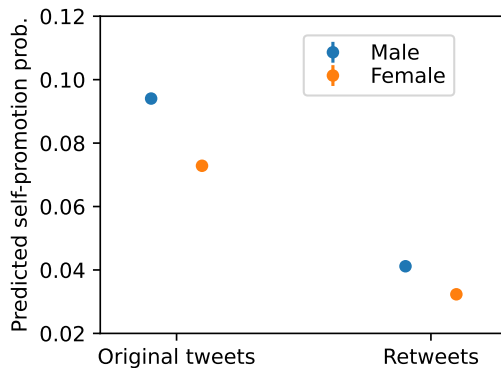 Predicted self-promotion prob.
0.12
0.10
0.08
0.06
0.04
0.02
Male
Female
Original tweets
Retweets